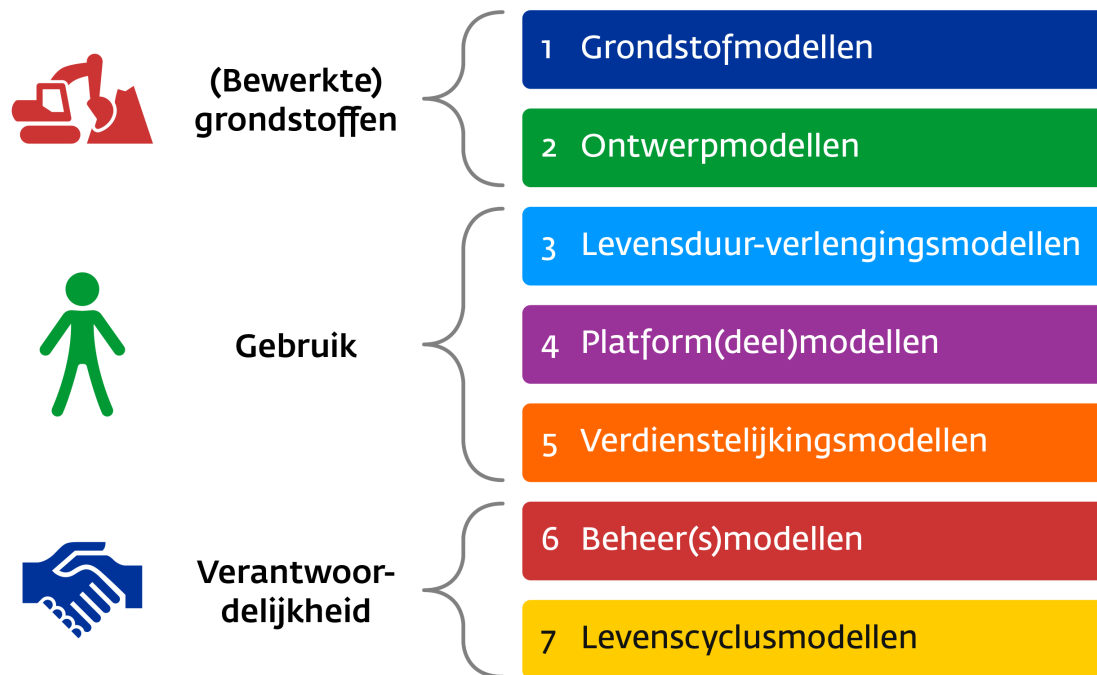 (Bewerkte)
grondstoffen
1 Grondstofmodellen
2 Ontwerpmodellen
Gebruik
3 Levensduur-verlengingsmodellen
4 Platform(deel)modellen
5 Verdienstelijkingsmodellen
Verantwoor-
delijkheid
6 Beheer(s)modellen
7 Levenscyclusmodellen